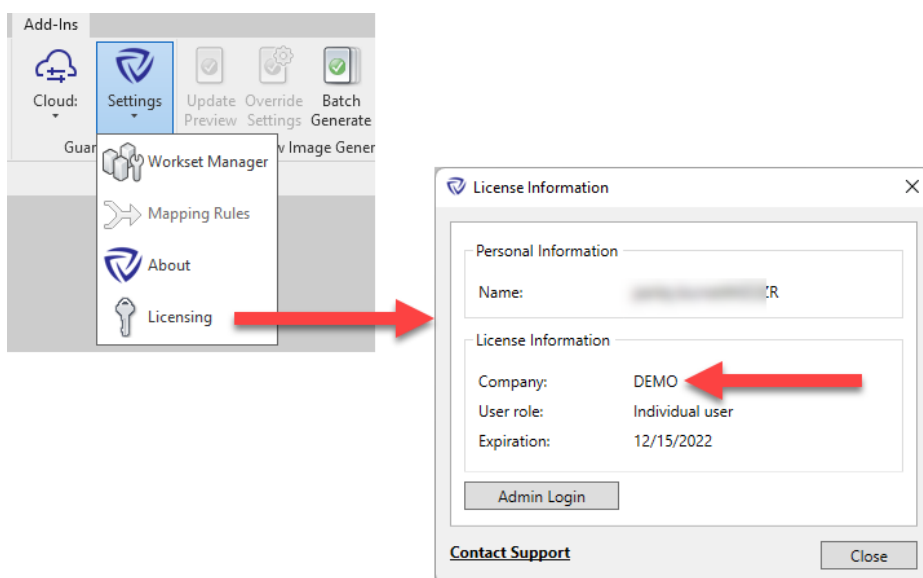 Add-Ins
Cloud:
Settings
Update Preview
Override Settings
Batch Generate
Guar
Image Gener
Workset Manager
Mapping Rules
About
Licensing
License Information
Personal Information
Name: ZR
License Information
Company: DEMO
User role: Individual user
Expiration: 12/15/2022
Admin Login
Contact Support
Close